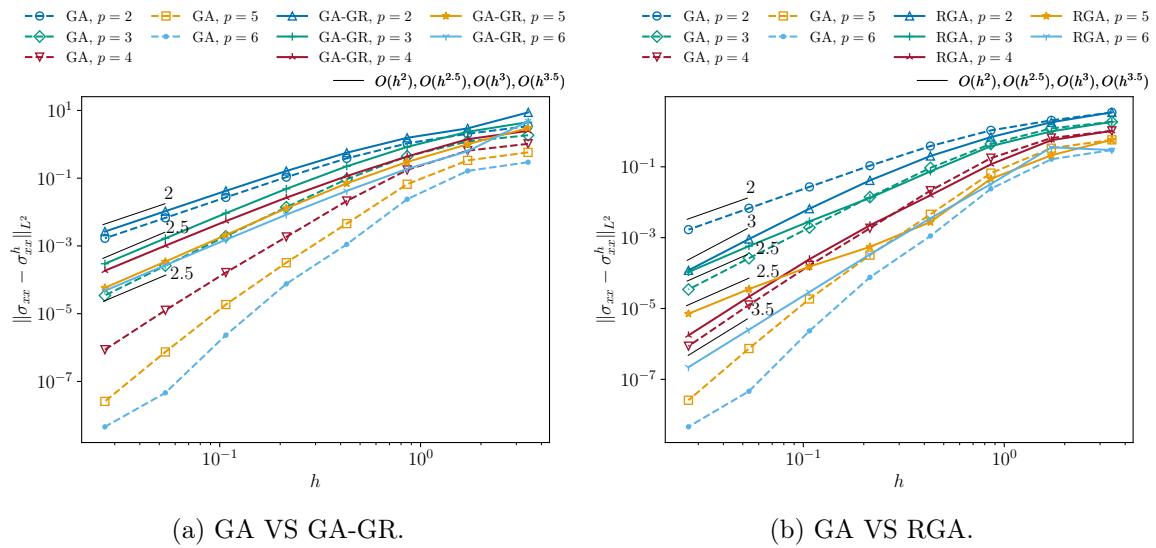 GA, p = 2 GA, p = 5 GA-GR, p = 2 GA-GR, p = 5
GA, p = 3 GA, p = 6 GA-GR, p = 3 GA-GR, p = 6
GA, p = 4 GA-GR, p = 4
O(h^2), O(h^2.5), O(h^3), O(h^3.5)
10^1
10^−1
10^−3
10^−5
10^−7
||σ_xx − σ^h_xx||_L^2
2
2.5
2.5
10^−1 10^0
h
(a) GA VS GA-GR.
GA, p = 2 GA, p = 5 RGA, p = 2 RGA, p = 5
GA, p = 3 GA, p = 6 RGA, p = 3 RGA, p = 6
GA, p = 4 RGA, p = 4
O(h^2), O(h^2.5), O(h^3), O(h^3.5)
10^−1
10^−3
10^−5
10^−7
||σ_xx − σ^h_xx||_L^2
2
3
2.5
2.5
3.5
10^−1 10^0
h
(b) GA VS RGA.